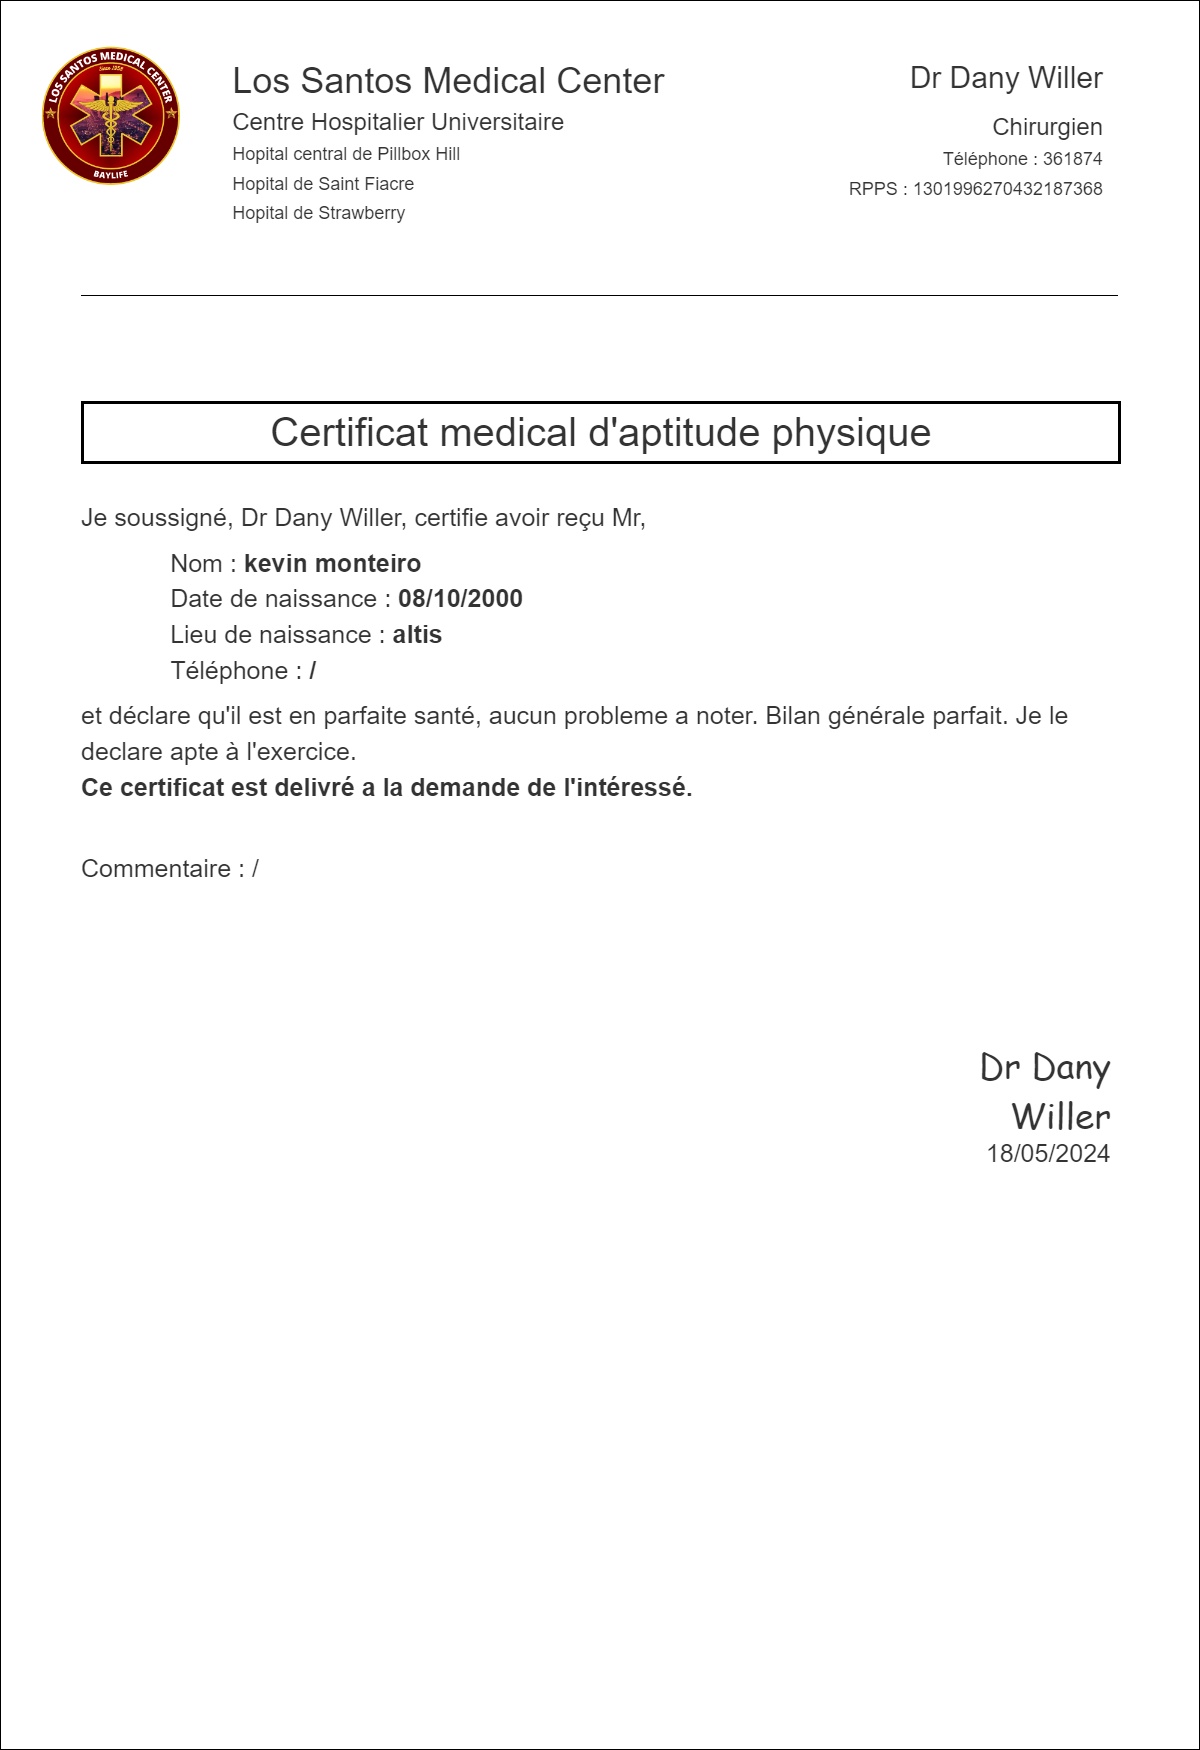 LOS SANTOS MEDICAL CENTER
Since 1958
BAYLIFE
Los Santos Medical Center
Centre Hospitalier Universitaire
Hopital central de Pillbox Hill
Hopital de Saint Fiacre
Hopital de Strawberry
Dr Dany Willer
Chirurgien
Téléphone : 361874
RPPS : 1301996270432187368
Certificat medical d'aptitude physique
Je soussigné, Dr Dany Willer, certifie avoir reçu Mr,
Nom : kevin monteiro
Date de naissance : 08/10/2000
Lieu de naissance : altis
Téléphone : /
et déclare qu'il est en parfaite santé, aucun probleme a noter. Bilan générale parfait. Je le
declare apte à l'exercice.
Ce certificat est delivré a la demande de l'intéressé.
Commentaire : /
Dr Dany
Willer
18/05/2024